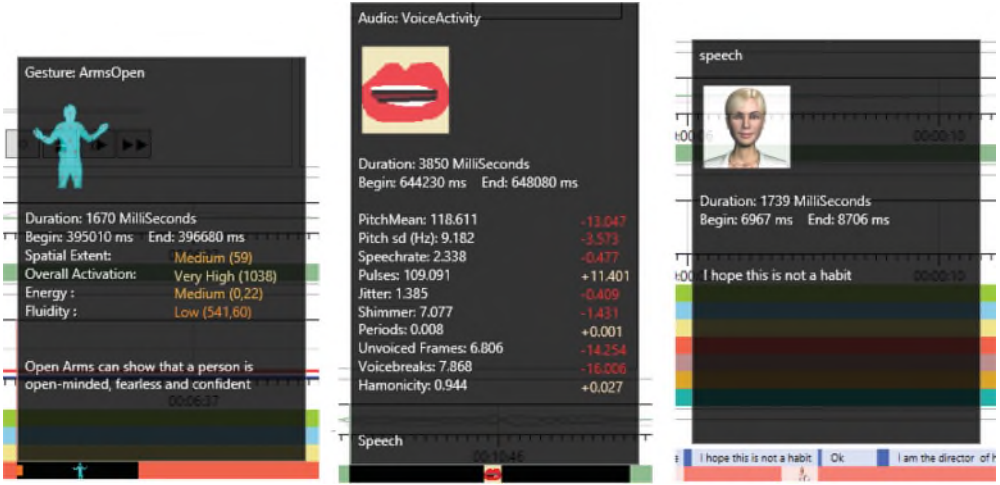 Gesture: ArmsOpen
Duration: 1670 MilliSeconds
Begin: 395010 ms End: 396680 ms
Spatial Extent: Medium (59)
Overall Activation: Very High (1038)
Energy : Medium (0,22)
Fluidity : Low (541,60)
Open Arms can show that a person is
open-minded, fearless and confident
00:06:37
Audio: VoiceActivity
Duration: 3850 MilliSeconds
Begin: 644230 ms End: 648080 ms
PitchMean: 118.611 -13.047
Pitch sd (Hz): 9.182 -3.573
Speechrate: 2.338 -0.477
Pulses: 109.091 +11.401
Jitter: 1.385 -0.409
Shimmer: 7.077 -1.431
Periods: 0.008 +0.001
Unvoiced Frames: 6.806 -14.254
Voicebreaks: 7.868 -16.006
Hamonicity: 0.944 +0.027
Speech
00:10:46
speech
00:00:10
Duration: 1739 MilliSeconds
Begin: 6967 ms End: 8706 ms
I hope this is not a habit
00:00:10
I hope this is not a habit Ok I am the director of